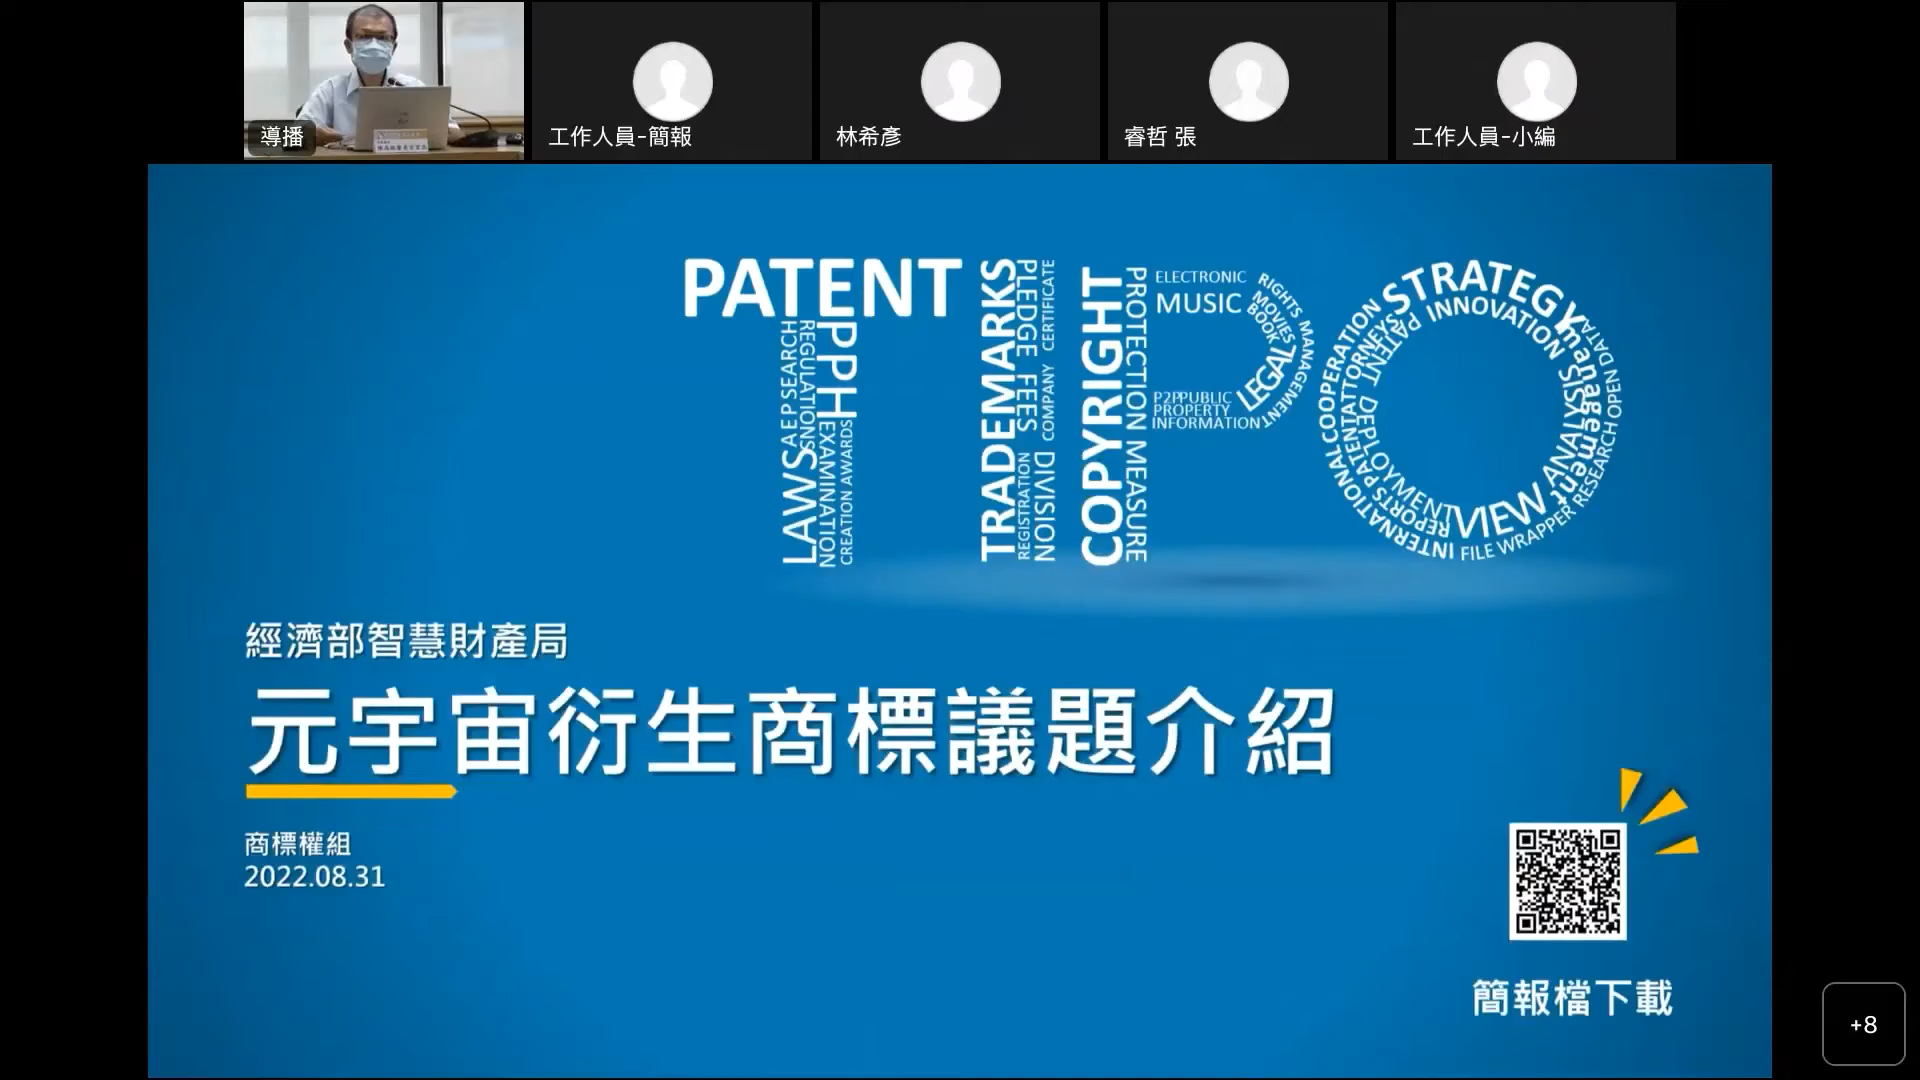 導播
工作人員-簡報
林希彥
睿哲 張
工作人員-小編
PATENT
LAWS
AEP SEARCH
REGULATIONS
PPH
EXAMINATION
CREATION AWARDS
TRADEMARKS
PLEDGE FEES DIVISION
REGISTRATION
COMPANY CERTIFICATE
COPYRIGHT
PROTECTION MEASURE
ELECTRONIC
MUSIC
RIGHTS MANAGEMENT
MOVIES
BOOK
LEGAL
P2P PUBLIC
PROPERTY
INFORMATION
STRATEGY
INNOVATION
management
ANALYSIS
RESEARCH OPEN DATA
VIEW
FILE WRAPPER
INTERNATIONAL COOPERATION
REPORTS PATENT ATTORNEYS
PATENT DEPLOYMENT
經濟部智慧財產局
元宇宙衍生商標議題介紹
商標權組
2022.08.31
簡報檔下載
+8